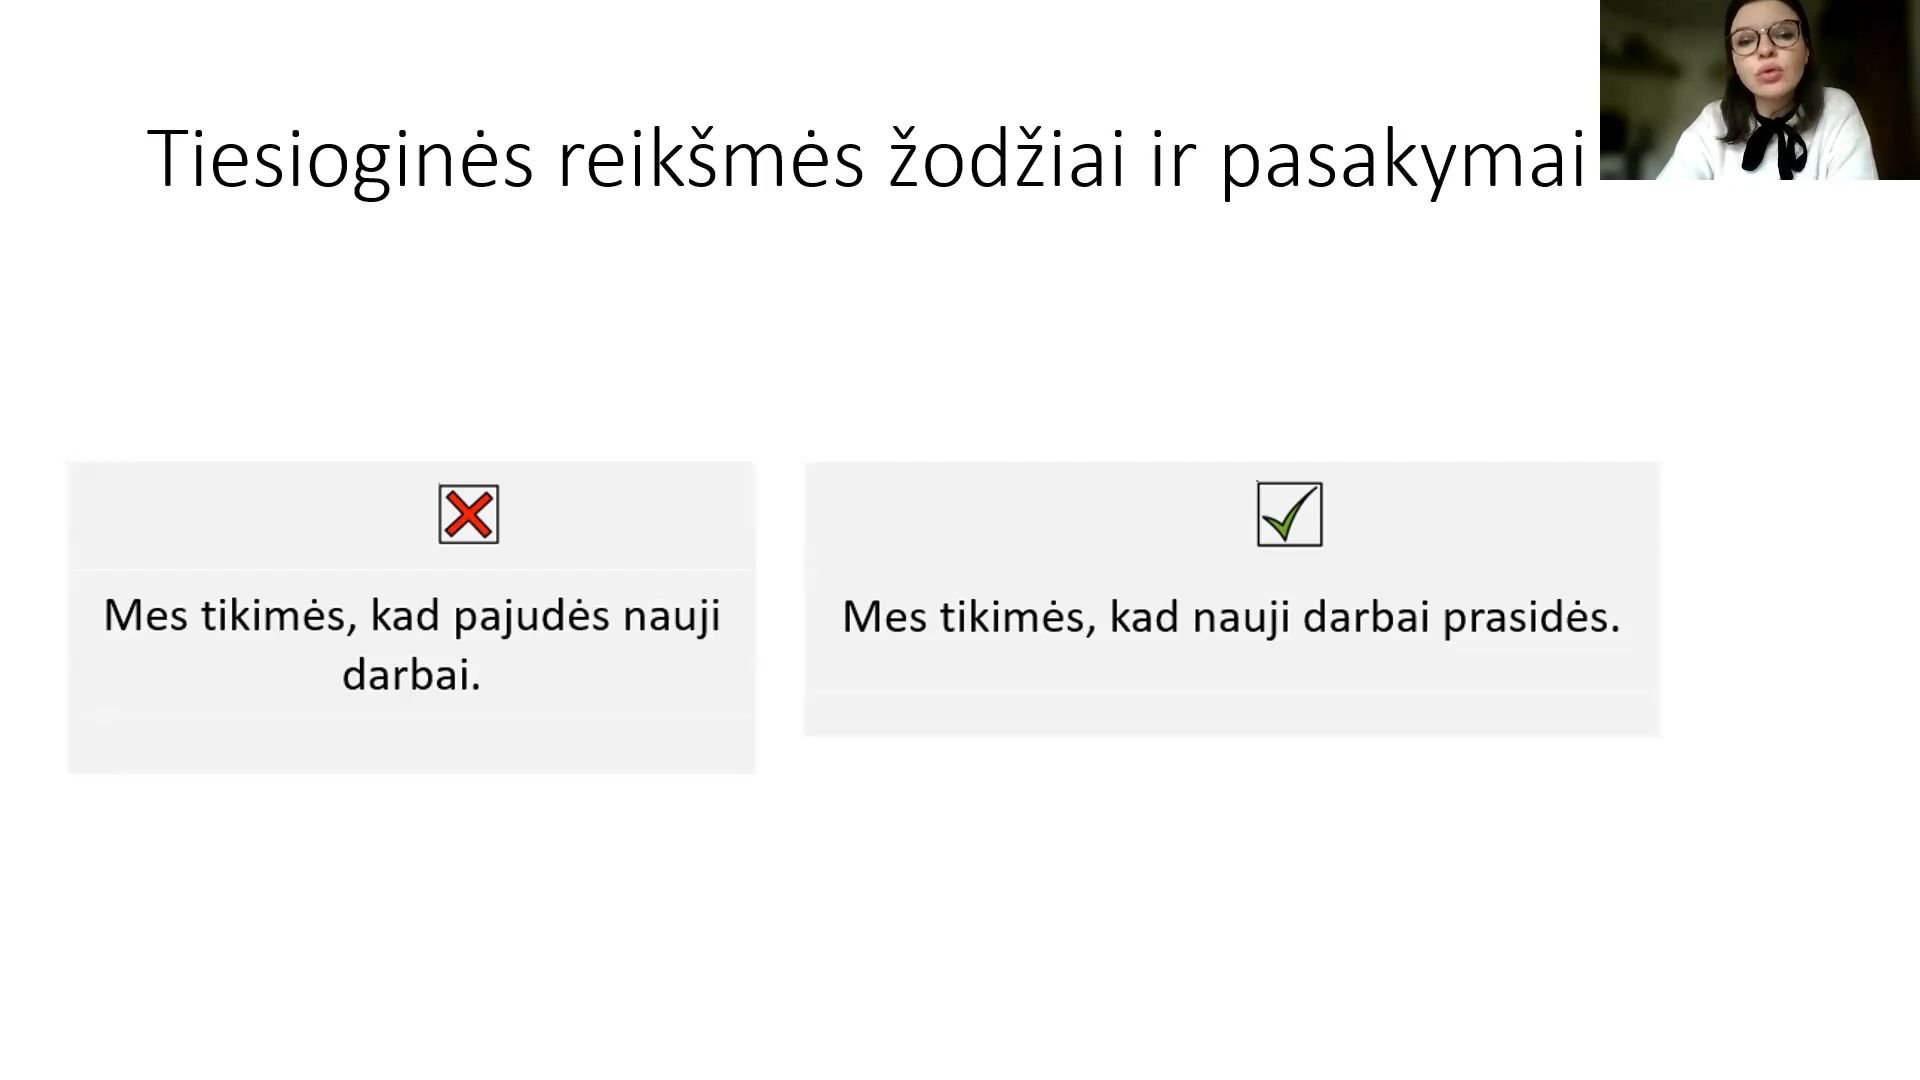 Tiesioginės reikšmės žodžiai ir pasakymai
Mes tikimės, kad pajudės nauji
darbai.
Mes tikimės, kad nauji darbai prasidės.